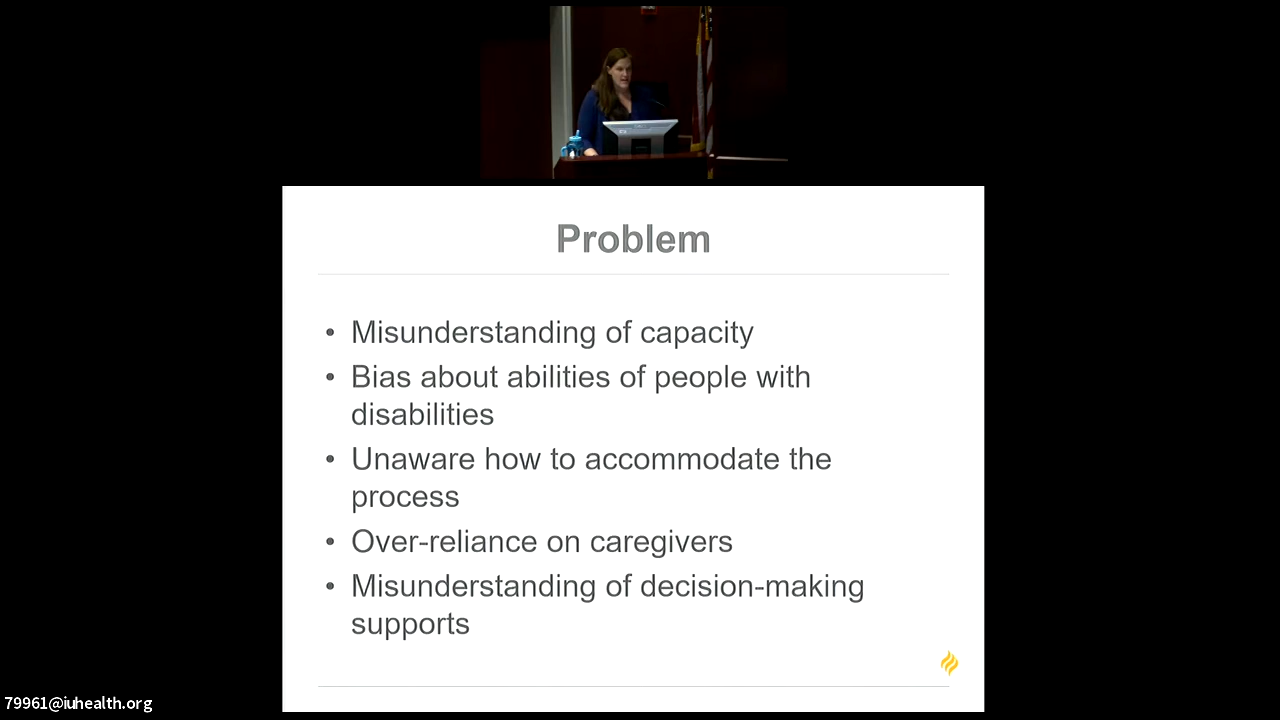 Problem
• Misunderstanding of capacity
• Bias about abilities of people with
disabilities
• Unaware how to accommodate the
process
• Over-reliance on caregivers
• Misunderstanding of decision-making
supports
79961@iuhealth.org